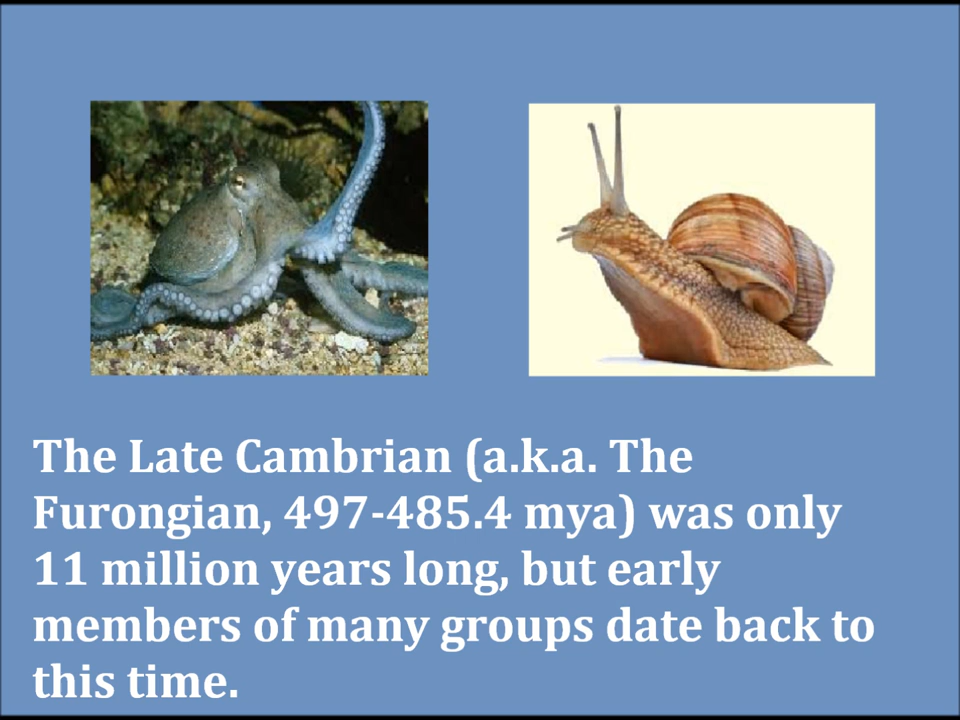 The Late Cambrian (a.k.a. The
Furongian, 497-485.4 mya) was only
11 million years long, but early
members of many groups date back to
this time.